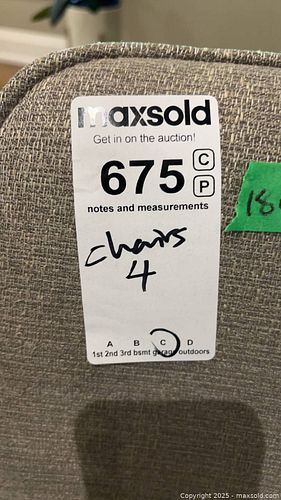 maxsold
Get in on the auction!
675 C P
notes and measurements
chairs
4
A B C D
1st 2nd 3rd bsmt garage outdoors
Copyright 2025 - maxsold.com